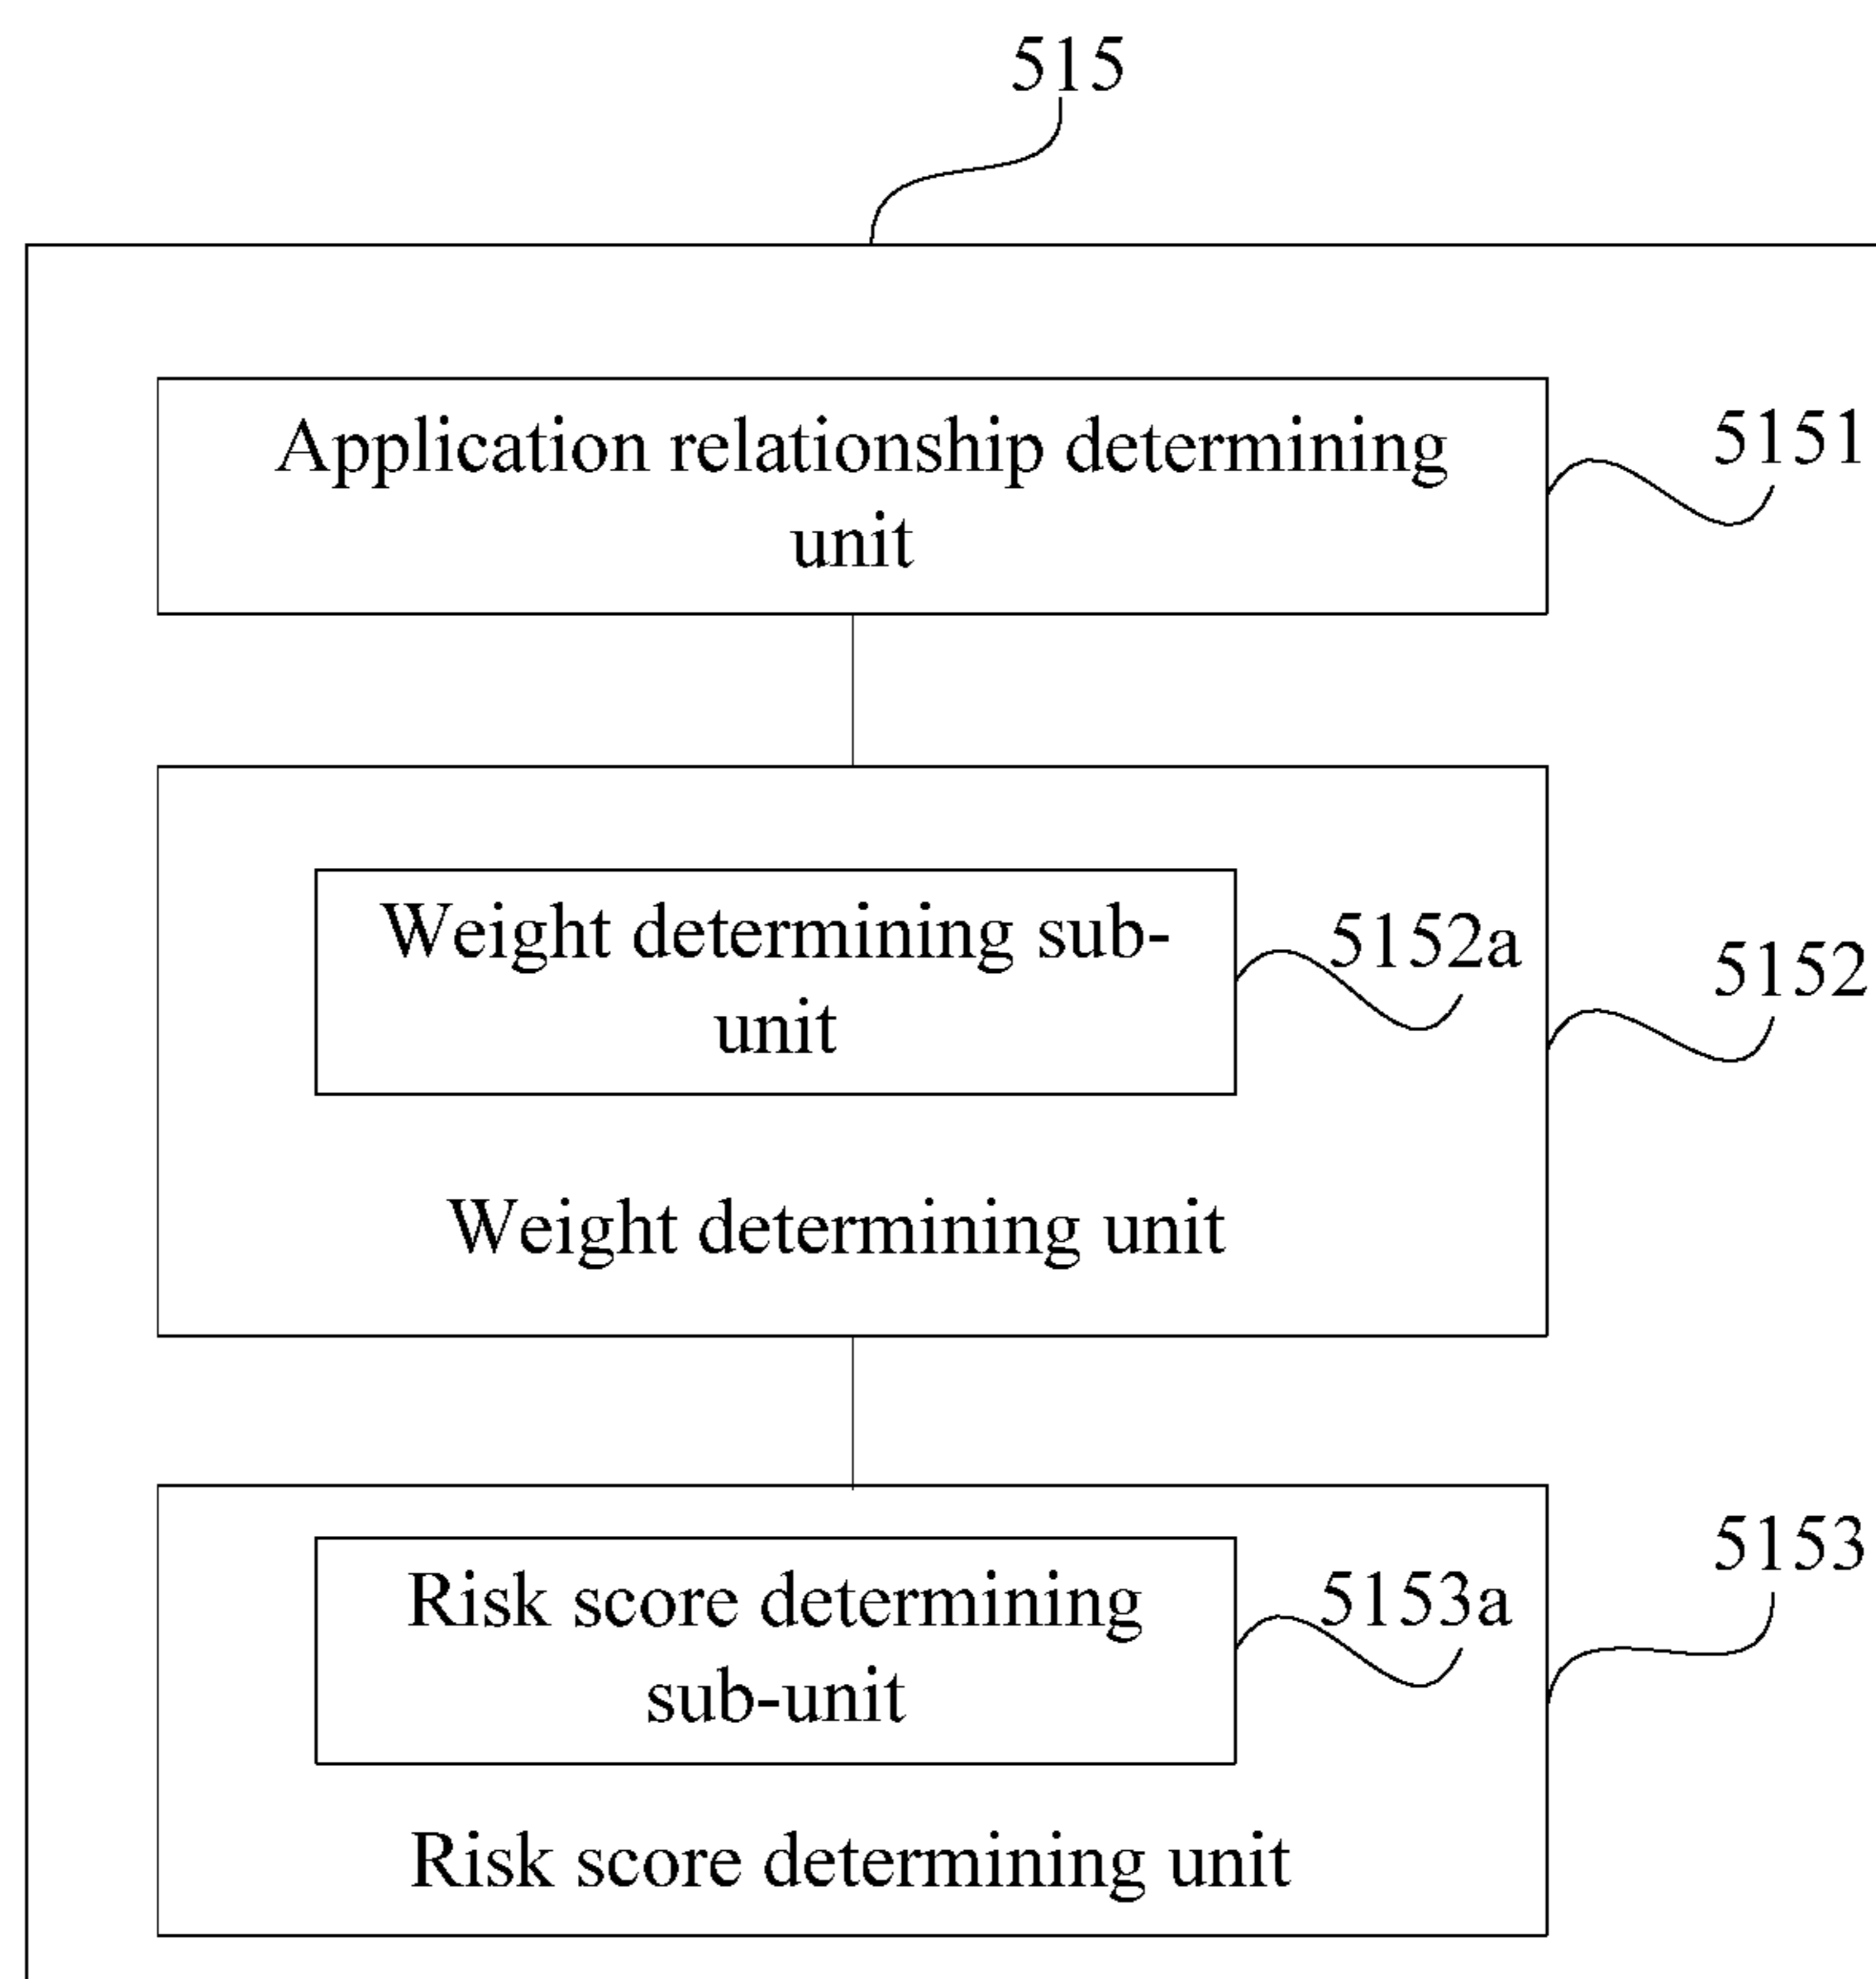 515
Application relationship determining
unit
5151
Weight determining sub-
unit
5152a
5152
Weight determining unit
Risk score determining
sub-unit
5153a
5153
Risk score determining unit